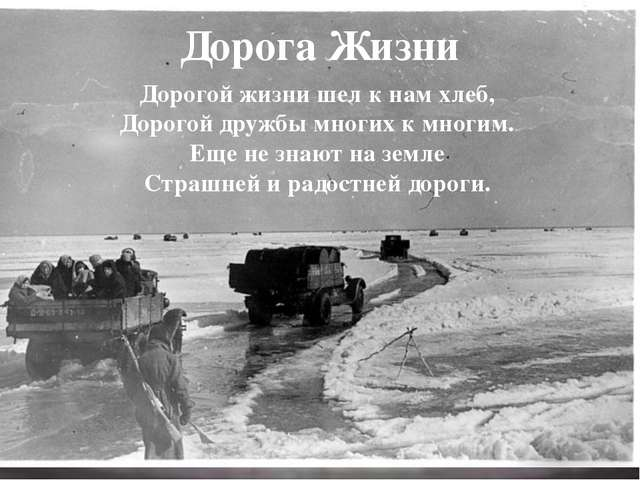 Дорога Жизни
Дорогой жизни шел к нам хлеб,
Дорогой дружбы многих к многим.
Еще не знают на земле
Страшней и радостней дороги.